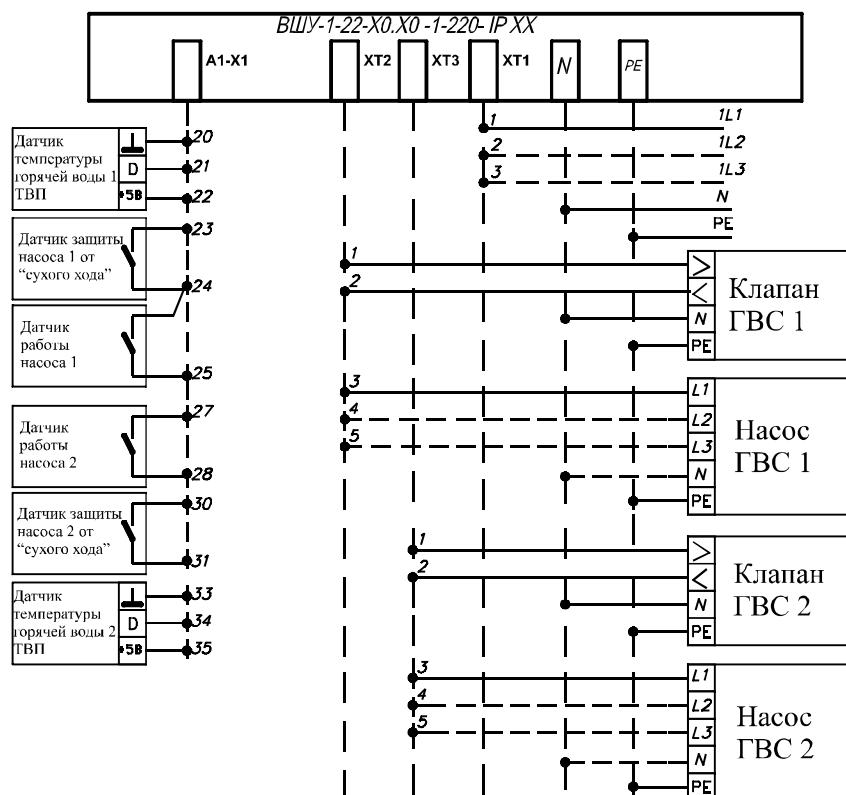 ВШУ-1-22-Х0.Х0 -1-220- IP XX
A1-X1
XT2
XT3
XT1
N
PE
1
1L1
2
1L2
3
1L3
N
PE
Датчик
температуры
горячей воды 1
ТВП
D
+5В
20
21
22
Датчик защиты
насоса 1 от
“сухого хода”
23
24
Датчик
работы
насоса 1
25
Датчик
работы
насоса 2
27
28
Датчик защиты
насоса 2 от
“сухого хода”
30
31
Датчик
температуры
горячей воды 2
ТВП
D
+5В
33
34
35
1
2
>
<
N
PE
Клапан
ГВС 1
3
4
5
L1
L2
L3
N
PE
Насос
ГВС 1
1
2
>
<
N
PE
Клапан
ГВС 2
3
4
5
L1
L2
L3
N
PE
Насос
ГВС 2